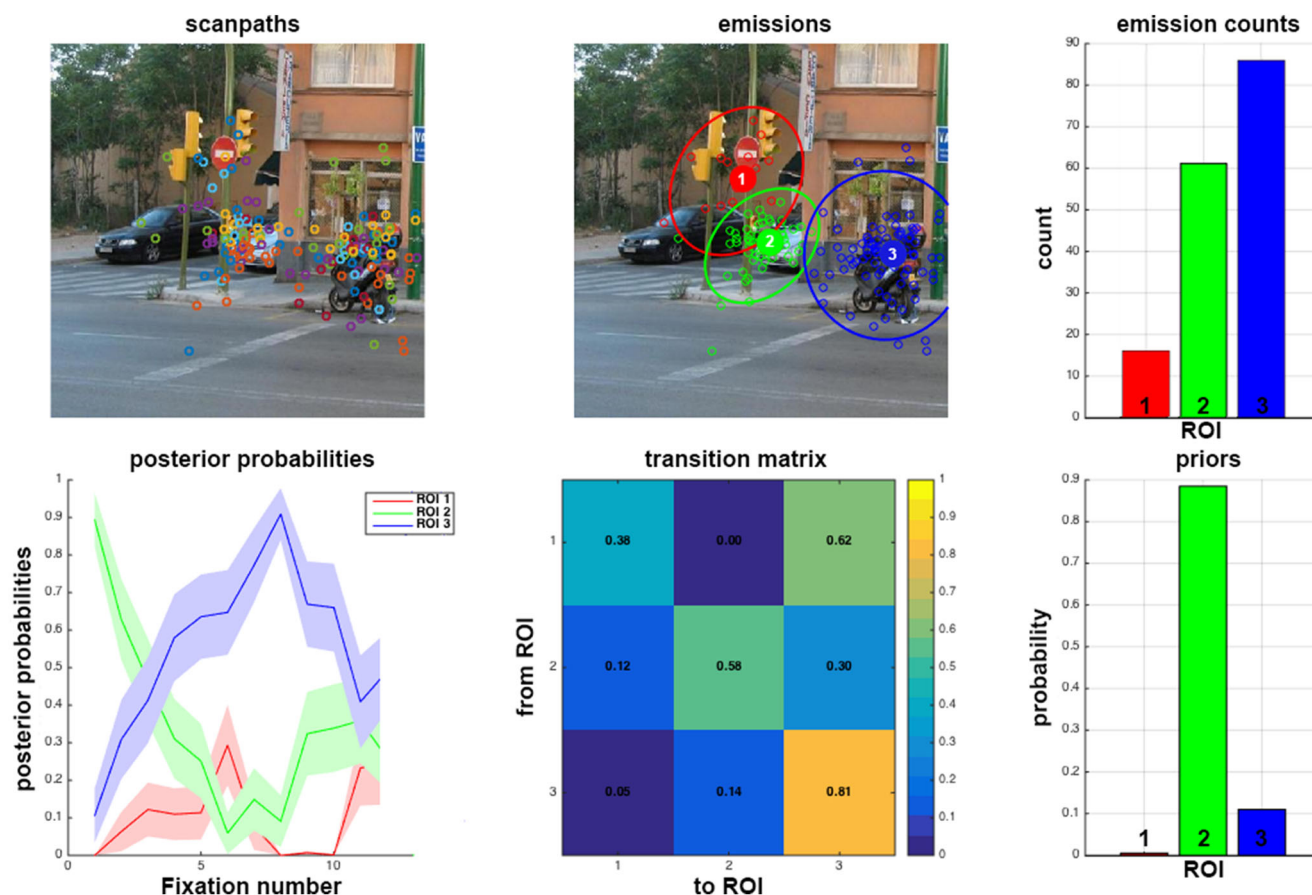 scanpaths
emissions
1
2
3
emission counts
90
80
70
60
50
40
30
20
10
0
count
1
2
3
ROI
posterior probabilities
1
0.9
0.8
0.7
0.6
0.5
0.4
0.3
0.2
0.1
0
posterior probabilities
ROI 1
ROI 2
ROI 3
0
5
10
Fixation number
transition matrix
from ROI
1
2
3
0.38 0.00 0.62
0.12 0.58 0.30
0.05 0.14 0.81
1 2 3
to ROI
1
0.9
0.8
0.7
0.6
0.5
0.4
0.3
0.2
0.1
0
priors
0.9
0.8
0.7
0.6
0.5
0.4
0.3
0.2
0.1
0
probability
1
2
3
ROI